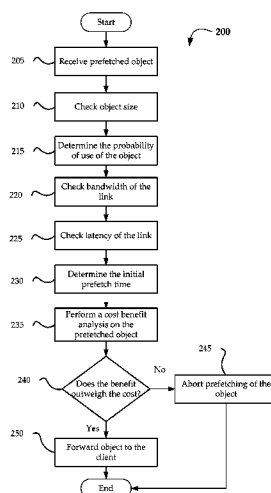 Start
200
205
Receive prefetched object
210
Check object size
215
Determine the probability
of use of the object
220
Check bandwidth of the
link
225
Check latency of the link
230
Determine the initial
prefetch time
235
Perform a cost benefit
analysis on the
prefetched object
245
240
Does the benefit
outweigh the cost?
No
Abort prefetching of the
object
Yes
250
Forward object to the
client
End